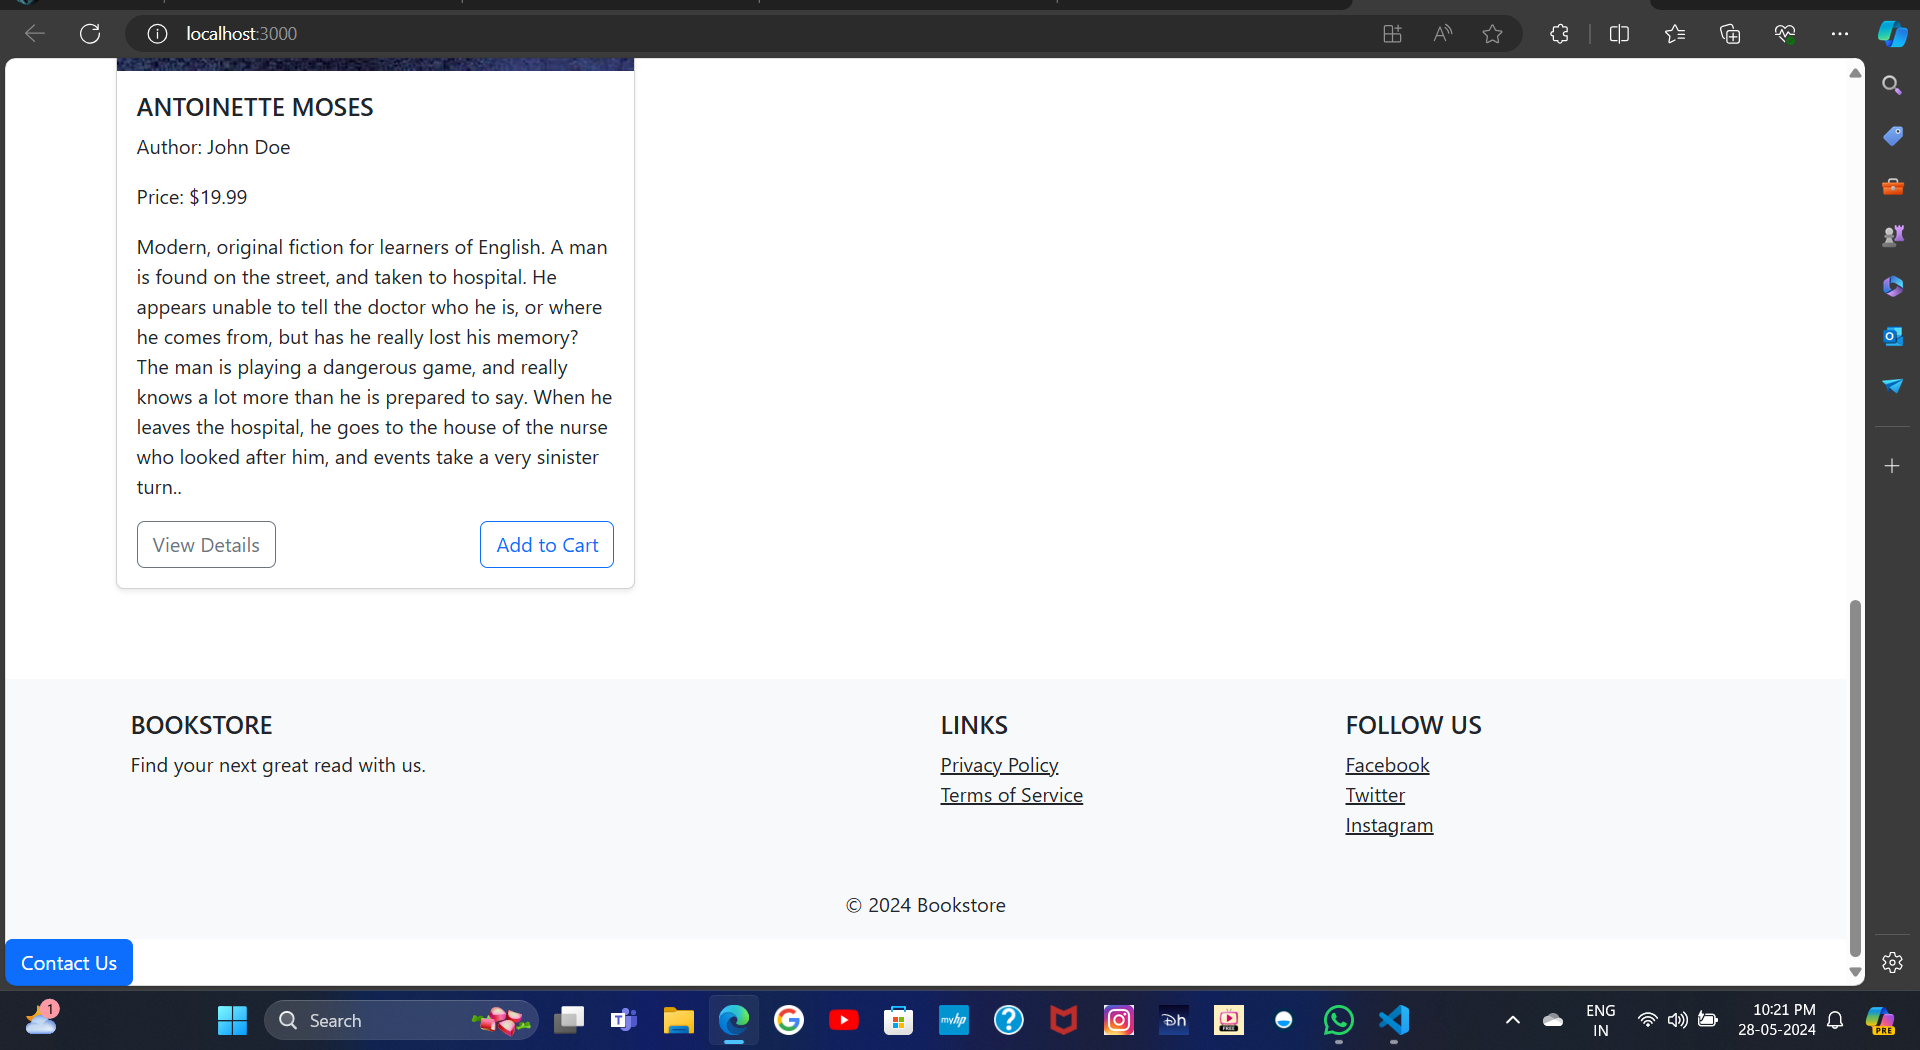 localhost:3000
ANTOINETTE MOSES
Author: John Doe
Price: $19.99
Modern, original fiction for learners of English. A man
is found on the street, and taken to hospital. He
appears unable to tell the doctor who he is, or where
he comes from, but has he really lost his memory?
The man is playing a dangerous game, and really
knows a lot more than he is prepared to say. When he
leaves the hospital, he goes to the house of the nurse
who looked after him, and events take a very sinister
turn..
View Details
Add to Cart
BOOKSTORE
Find your next great read with us.
LINKS
Privacy Policy
Terms of Service
FOLLOW US
Facebook
Twitter
Instagram
© 2024 Bookstore
Contact Us
1
Search
myhp
FREE
ENG
IN
10:21 PM
28-05-2024
PRE